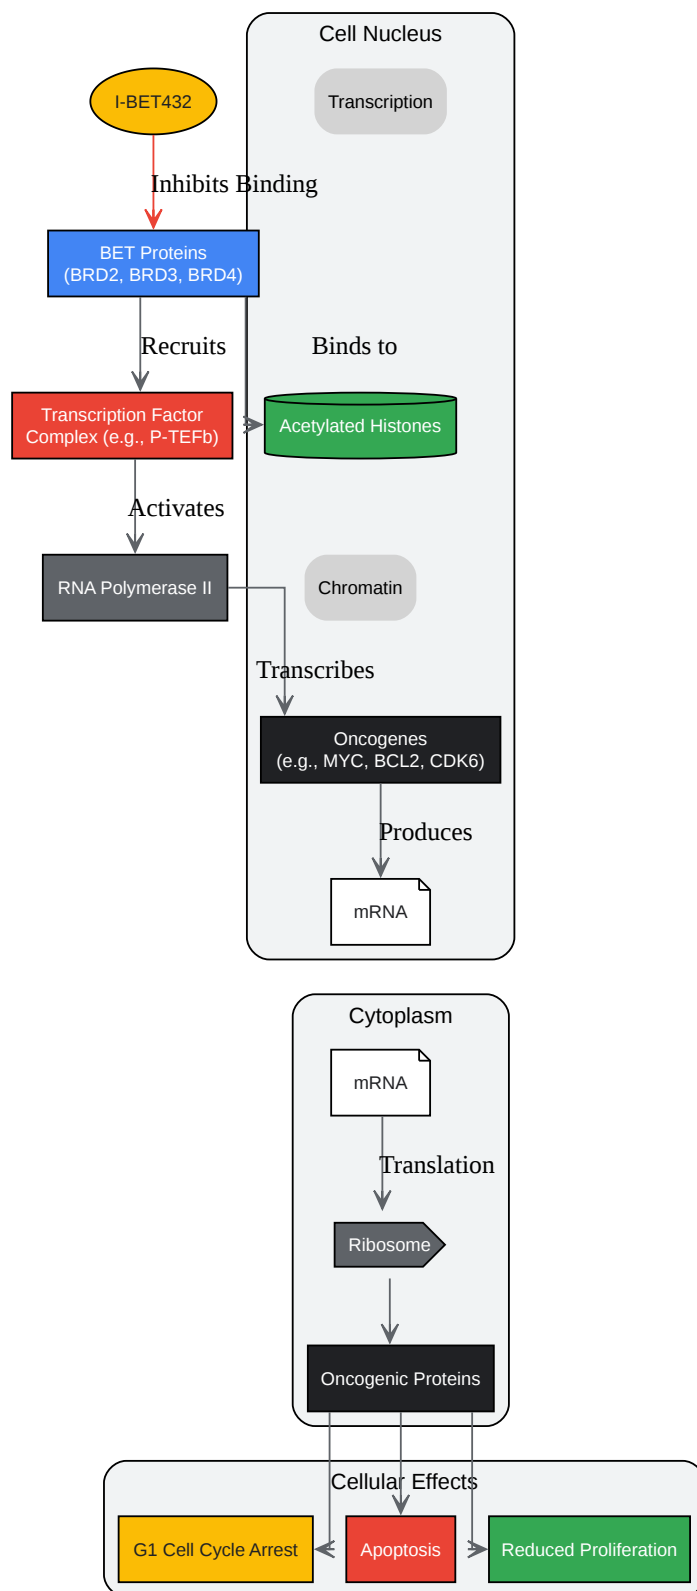 Cell Nucleus
I-BET432
Transcription
Inhibits Binding
BET Proteins
(BRD2, BRD3, BRD4)
Recruits
Binds to
Transcription Factor
Complex (e.g., P-TEFb)
Acetylated Histones
Activates
RNA Polymerase II
Chromatin
Transcribes
Oncogenes
(e.g., MYC, BCL2, CDK6)
Produces
mRNA
Cytoplasm
mRNA
Translation
Ribosome
Oncogenic Proteins
Cellular Effects
G1 Cell Cycle Arrest
Apoptosis
Reduced Proliferation